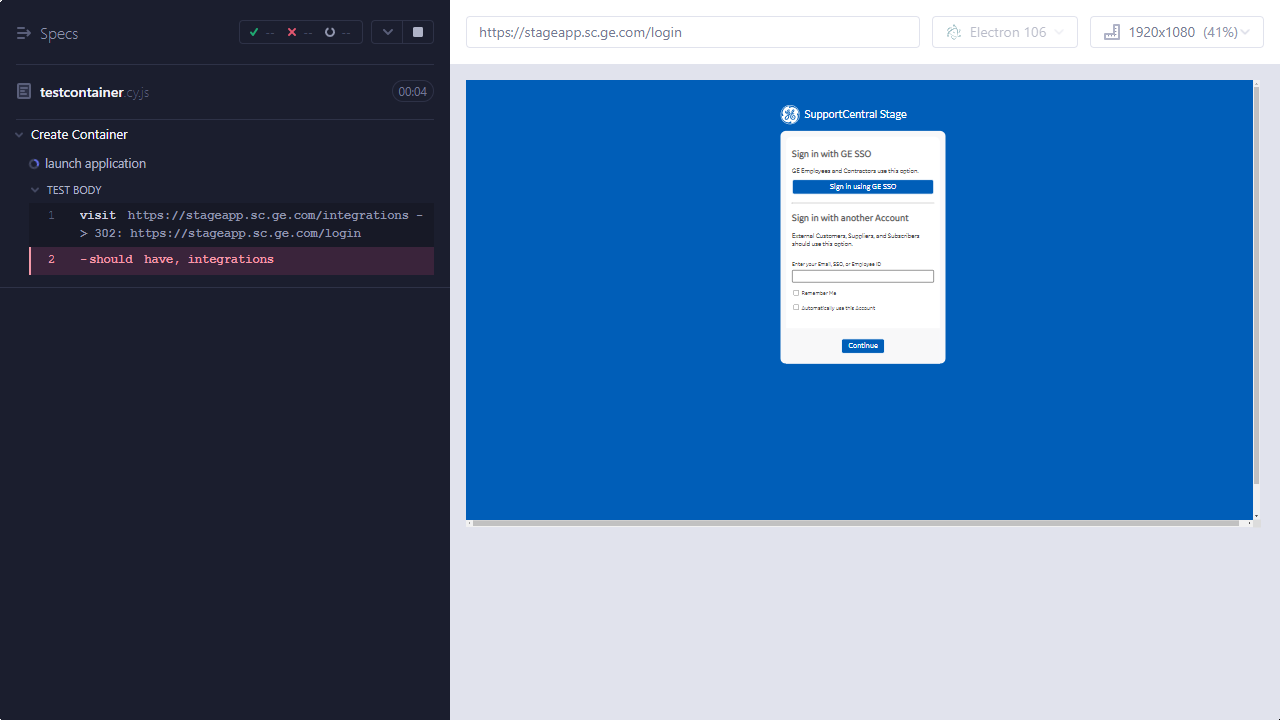 Specs
-- -- --
testcontainer.cy.js
00:04
Create Container
launch application
TEST BODY
1 visit https://stageapp.sc.ge.com/integrations -
> 302: https://stageapp.sc.ge.com/login
2 -should have, integrations
https://stageapp.sc.ge.com/login
Electron 106
1920x1080 (41%)
SupportCentral Stage
Sign in with GE SSO
GE Employees and Contractors use this option.
Sign in using GE SSO
Sign in with another Account
External Customers, Suppliers, and Subscribers
should use this option.
Enter your Email, SSO, or Employee ID
Remember Me
Automatically use this Account
Continue